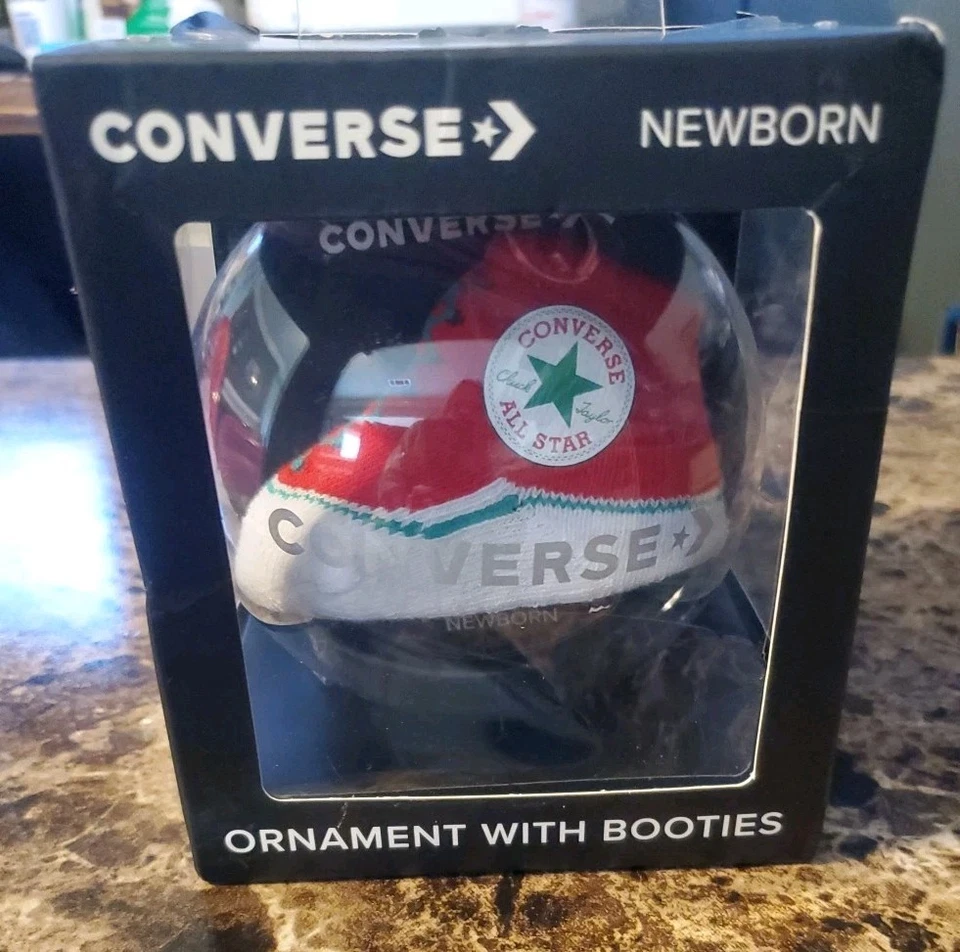 CONVERSE
NEWBORN
CONVERSE
CONVERSE
Chuck Taylor
ALL STAR
CONVERSE
NEWBORN
ORNAMENT WITH BOOTIES